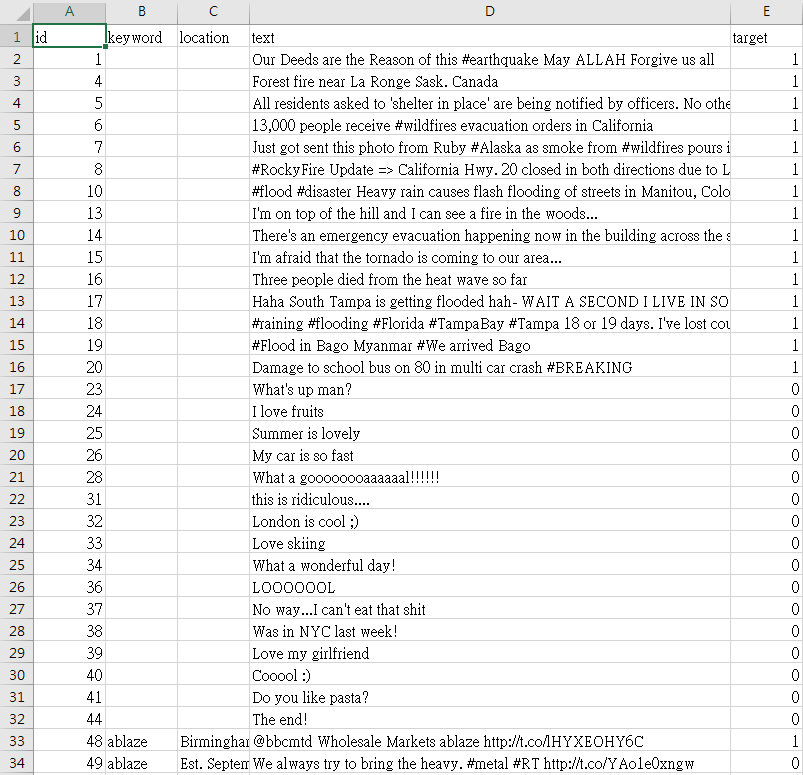 A B C D E
1 id keyword location text target
2 1 Our Deeds are the Reason of this #earthquake May ALLAH Forgive us all 1
3 4 Forest fire near La Ronge Sask. Canada 1
4 5 All residents asked to 'shelter in place' are being notified by officers. No othe 1
5 6 13,000 people receive #wildfires evacuation orders in California 1
6 7 Just got sent this photo from Ruby #Alaska as smoke from #wildfires pours i 1
7 8 #RockyFire Update => California Hwy. 20 closed in both directions due to L 1
8 10 #flood #disaster Heavy rain causes flash flooding of streets in Manitou, Colo 1
9 13 I'm on top of the hill and I can see a fire in the woods... 1
10 14 There's an emergency evacuation happening now in the building across the s 1
11 15 I'm afraid that the tornado is coming to our area... 1
12 16 Three people died from the heat wave so far 1
13 17 Haha South Tampa is getting flooded hah- WAIT A SECOND I LIVE IN SO 1
14 18 #raining #flooding #Florida #TampaBay #Tampa 18 or 19 days. I've lost cou 1
15 19 #Flood in Bago Myanmar #We arrived Bago 1
16 20 Damage to school bus on 80 in multi car crash #BREAKING 1
17 23 What's up man? 0
18 24 I love fruits 0
19 25 Summer is lovely 0
20 26 My car is so fast 0
21 28 What a goooooooaaaaaal!!!!!! 0
22 31 this is ridiculous.... 0
23 32 London is cool ;) 0
24 33 Love skiing 0
25 34 What a wonderful day! 0
26 36 LOOOOOOL 0
27 37 No way...I can't eat that shit 0
28 38 Was in NYC last week! 0
29 39 Love my girlfriend 0
30 40 Cooool :) 0
31 41 Do you like pasta? 0
32 44 The end! 0
33 48 ablaze Birminghar @bbcmtd Wholesale Markets ablaze http://t.co/lHYXEOHY6C 1
34 49 ablaze Est. Septem We always try to bring the heavy. #metal #RT http://t.co/YAo1e0xngw 0